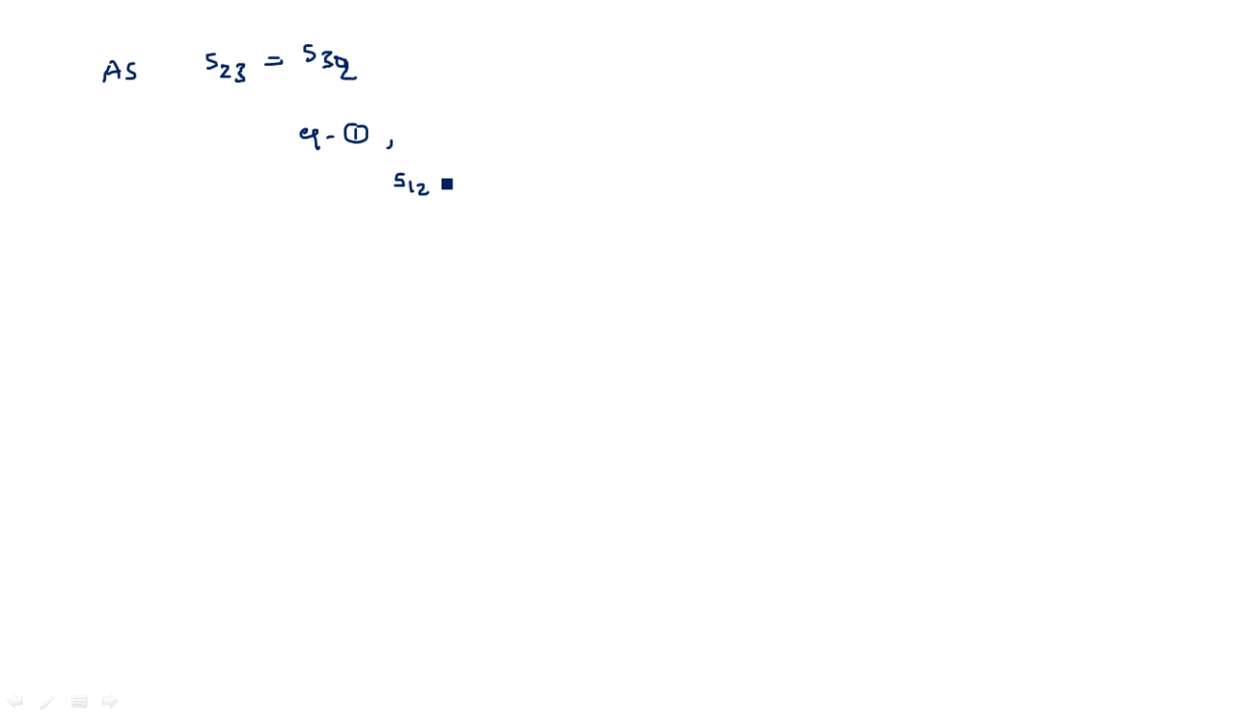 AS S23 = S32
eq - ①,
S12